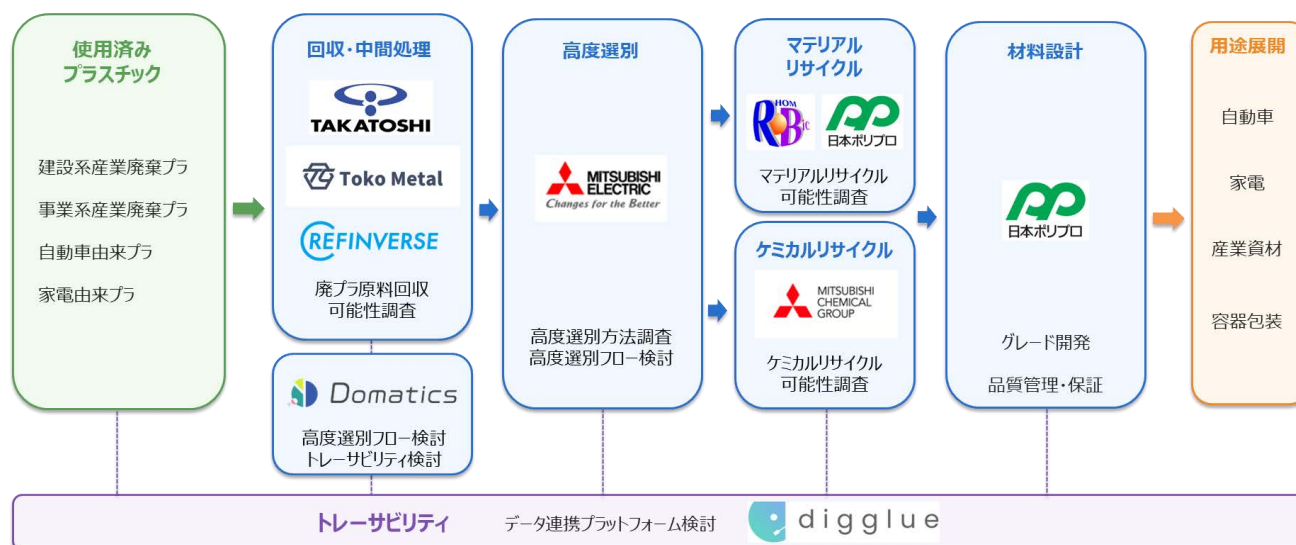 使用済み
プラスチック
建設系産業廃棄プラ
事業系産業廃棄プラ
自動車由来プラ
家電由来プラ
回収・中間処理
TAKATOSHI
Toko Metal
REFINVERSE
廃プラ原料回収
可能性調査
Domatics
高度選別フロー検討
トレーサビリティ検討
高度選別
MITSUBISHI
ELECTRIC
Changes for the Better
高度選別方法調査
高度選別フロー検討
マテリアル
リサイクル
RHOM
Bic
日本ポリプロ
マテリアルリサイクル
可能性調査
ケミカルリサイクル
MITSUBISHI
CHEMICAL
GROUP
ケミカルリサイクル
可能性調査
材料設計
日本ポリプロ
グレード開発
品質管理・保証
用途展開
自動車
家電
産業資材
容器包装
トレーサビリティ
データ連携プラットフォーム検討
digglue